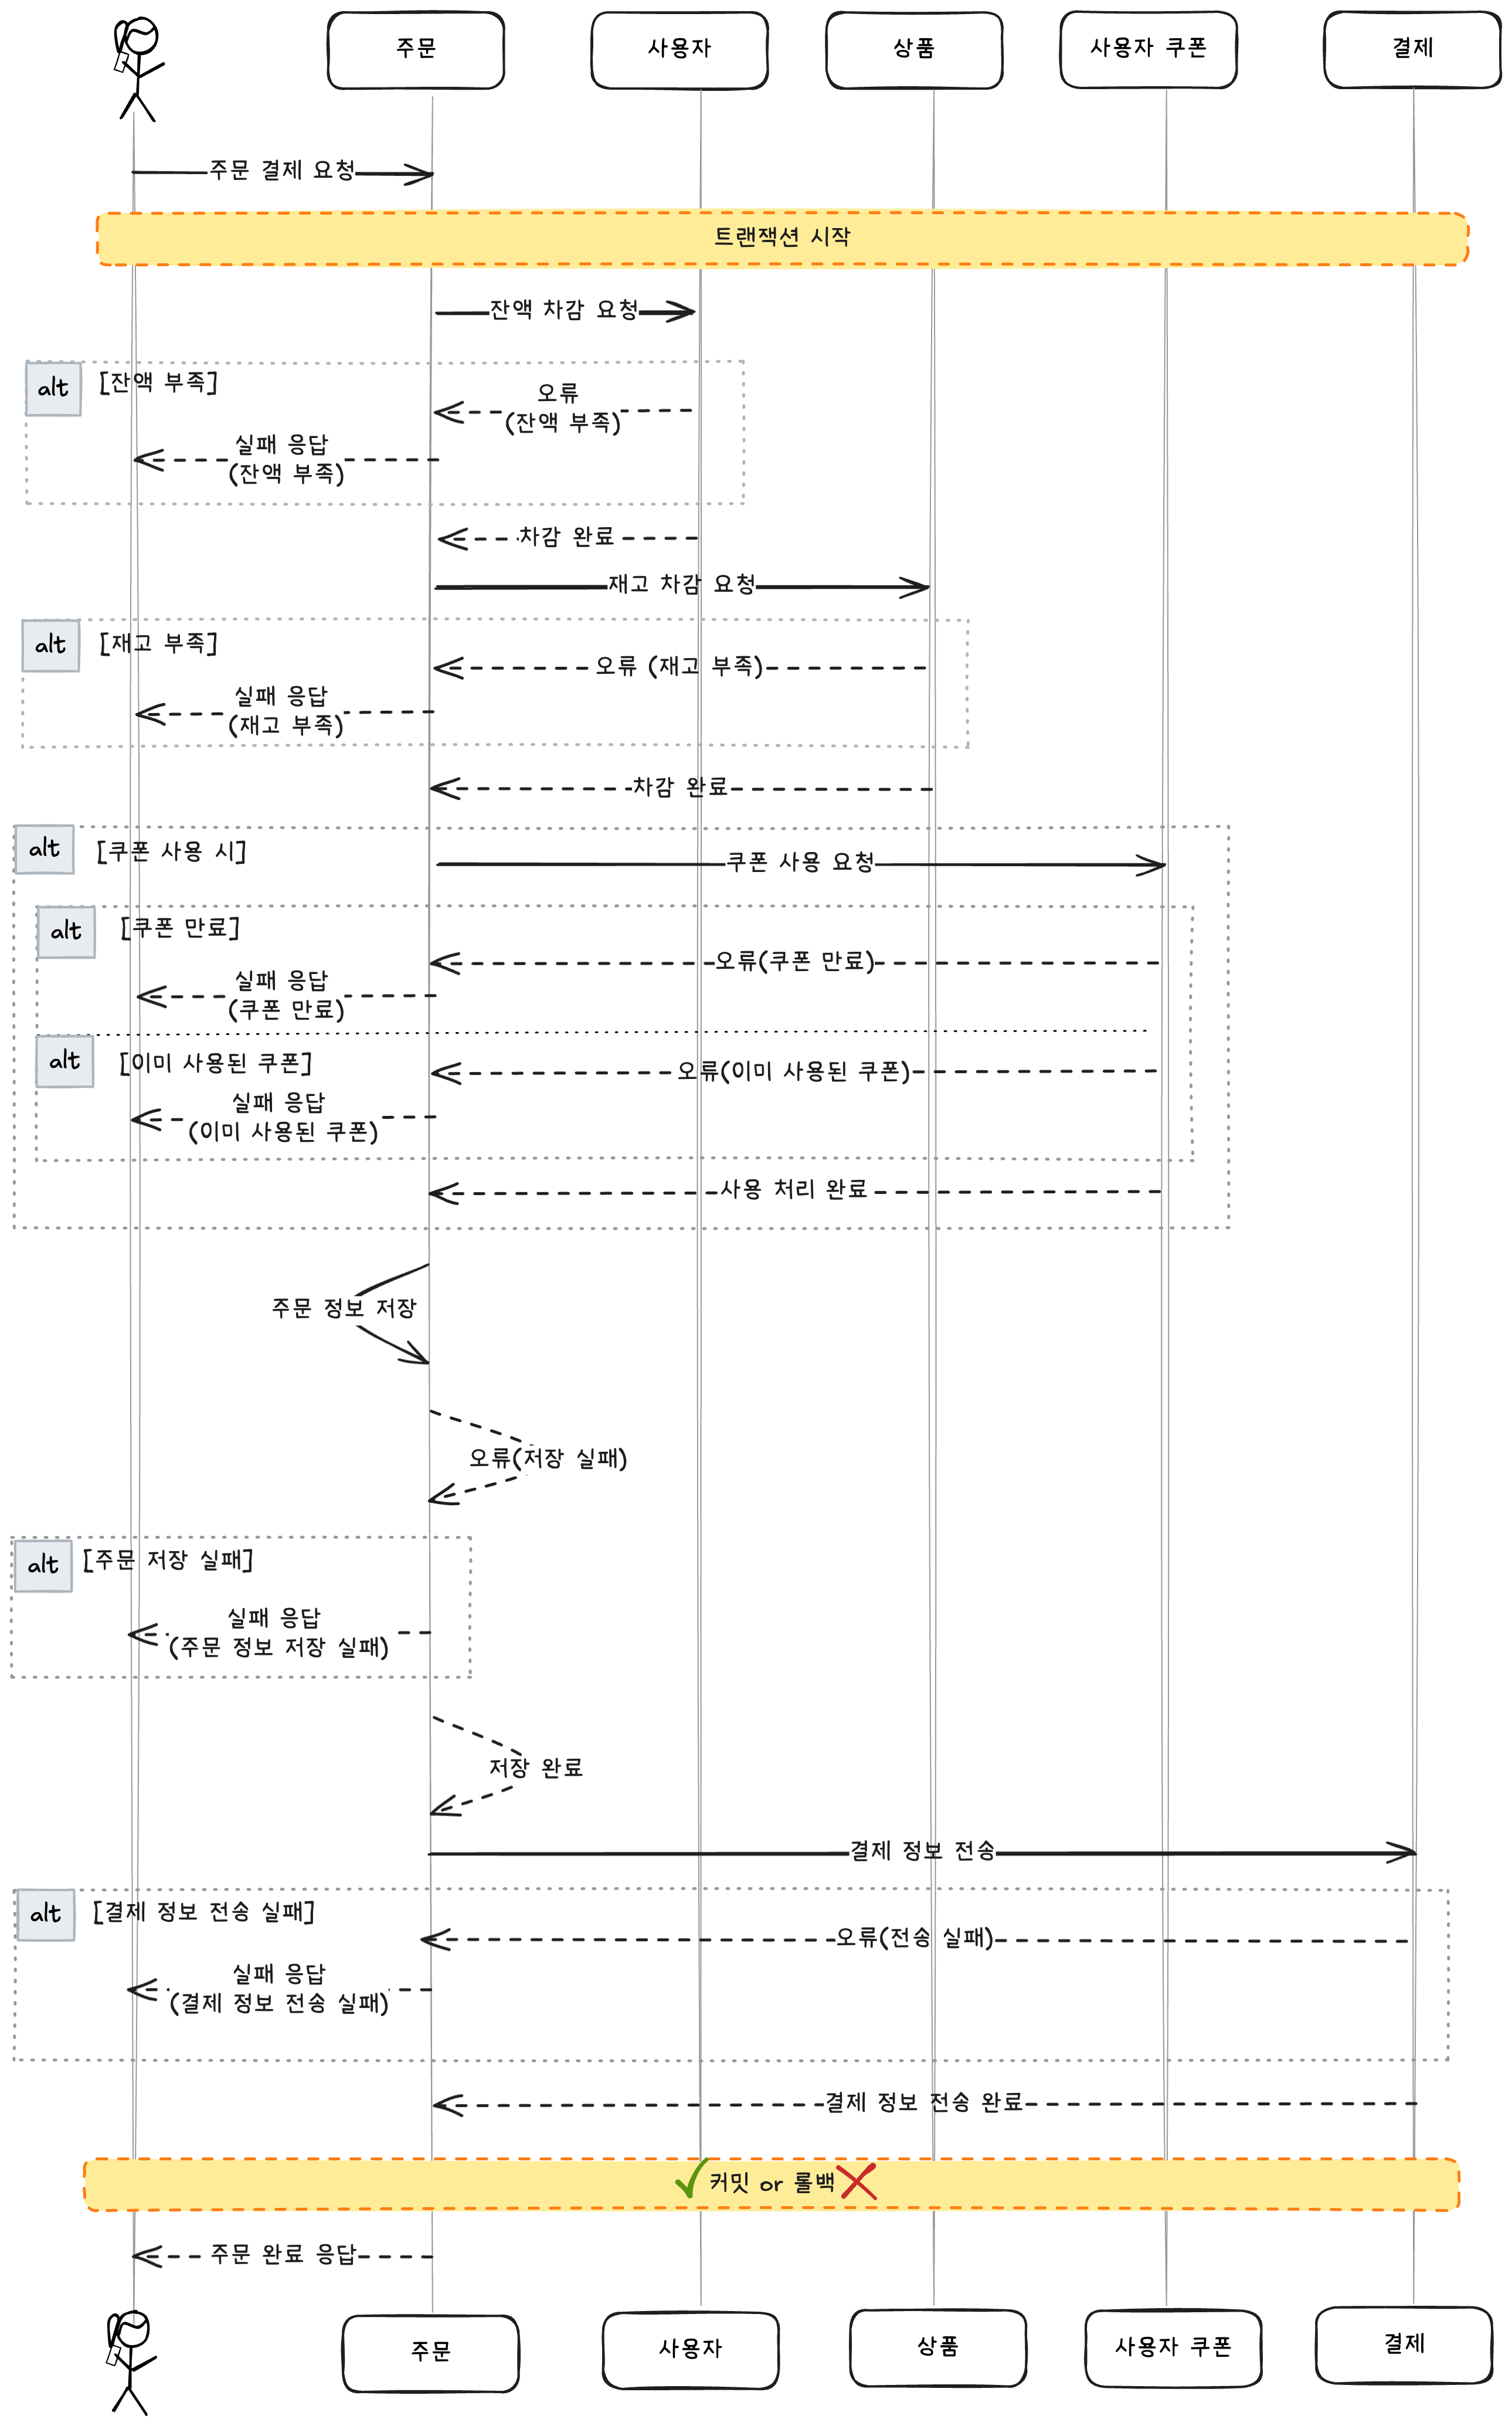 주문
사용자
상품
사용자 쿠폰
결제
주문 결제 요청
트랜잭션 시작
잔액 차감 요청
alt
[잔액 부족]
오류
(잔액 부족)
실패 응답
(잔액 부족)
차감 완료
재고 차감 요청
alt
[재고 부족]
오류 (재고 부족)
실패 응답
(재고 부족)
차감 완료
alt
[쿠폰 사용 시]
쿠폰 사용 요청
alt
[쿠폰 만료]
오류(쿠폰 만료)
실패 응답
(쿠폰 만료)
alt
[이미 사용된 쿠폰]
오류(이미 사용된 쿠폰)
실패 응답
(이미 사용된 쿠폰)
사용 처리 완료
주문 정보 저장
오류(저장 실패)
alt
[주문 저장 실패]
실패 응답
(주문 정보 저장 실패)
저장 완료
결제 정보 전송
alt
[결제 정보 전송 실패]
오류(전송 실패)
실패 응답
(결제 정보 전송 실패)
결제 정보 전송 완료
커밋 or 롤백
주문 완료 응답
주문
사용자
상품
사용자 쿠폰
결제